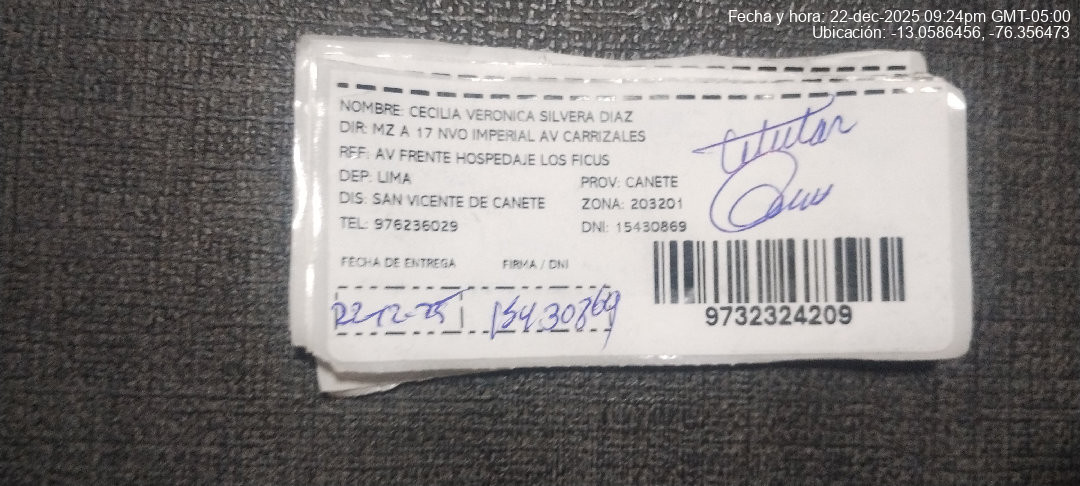 Fecha y hora: 22-dec-2025 09:24pm GMT-05:00
Ubicación: -13.0586456, -76.356473
NOMBRE: CECILIA VERONICA SILVERA DIAZ
DIR: MZ A 17 NVO IMPERIAL AV CARRIZALES
REF: AV FRENTE HOSPEDAJE LOS FICUS
DEP: LIMA PROV: CANETE
DIS: SAN VICENTE DE CANETE ZONA: 203201
TEL: 976236029 DNI: 15430869
titular
FECHA DE ENTREGA FIRMA / DNI
22-12-25 15430869
9732324209